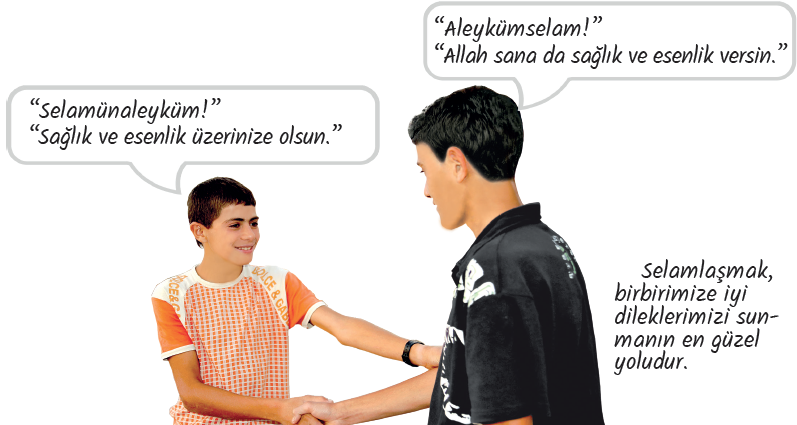 “Selamünaleyküm!”
“Sağlık ve esenlik üzerinize olsun.”
“Aleykümselam!”
“Allah sana da sağlık ve esenlik versin.”
Selamlaşmak,
birbirimize iyi
dileklerimizi sun-
manın en güzel
yoludur.